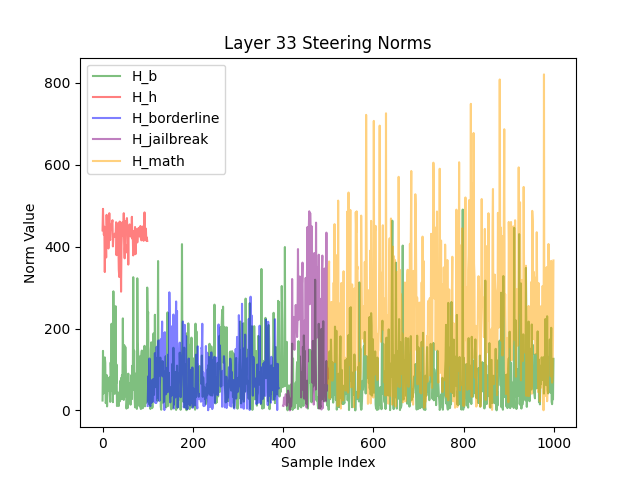 Layer 33 Steering Norms
H_b
H_h
H_borderline
H_jailbreak
H_math
Norm Value
800
600
400
200
0
0 200 400 600 800 1000
Sample Index